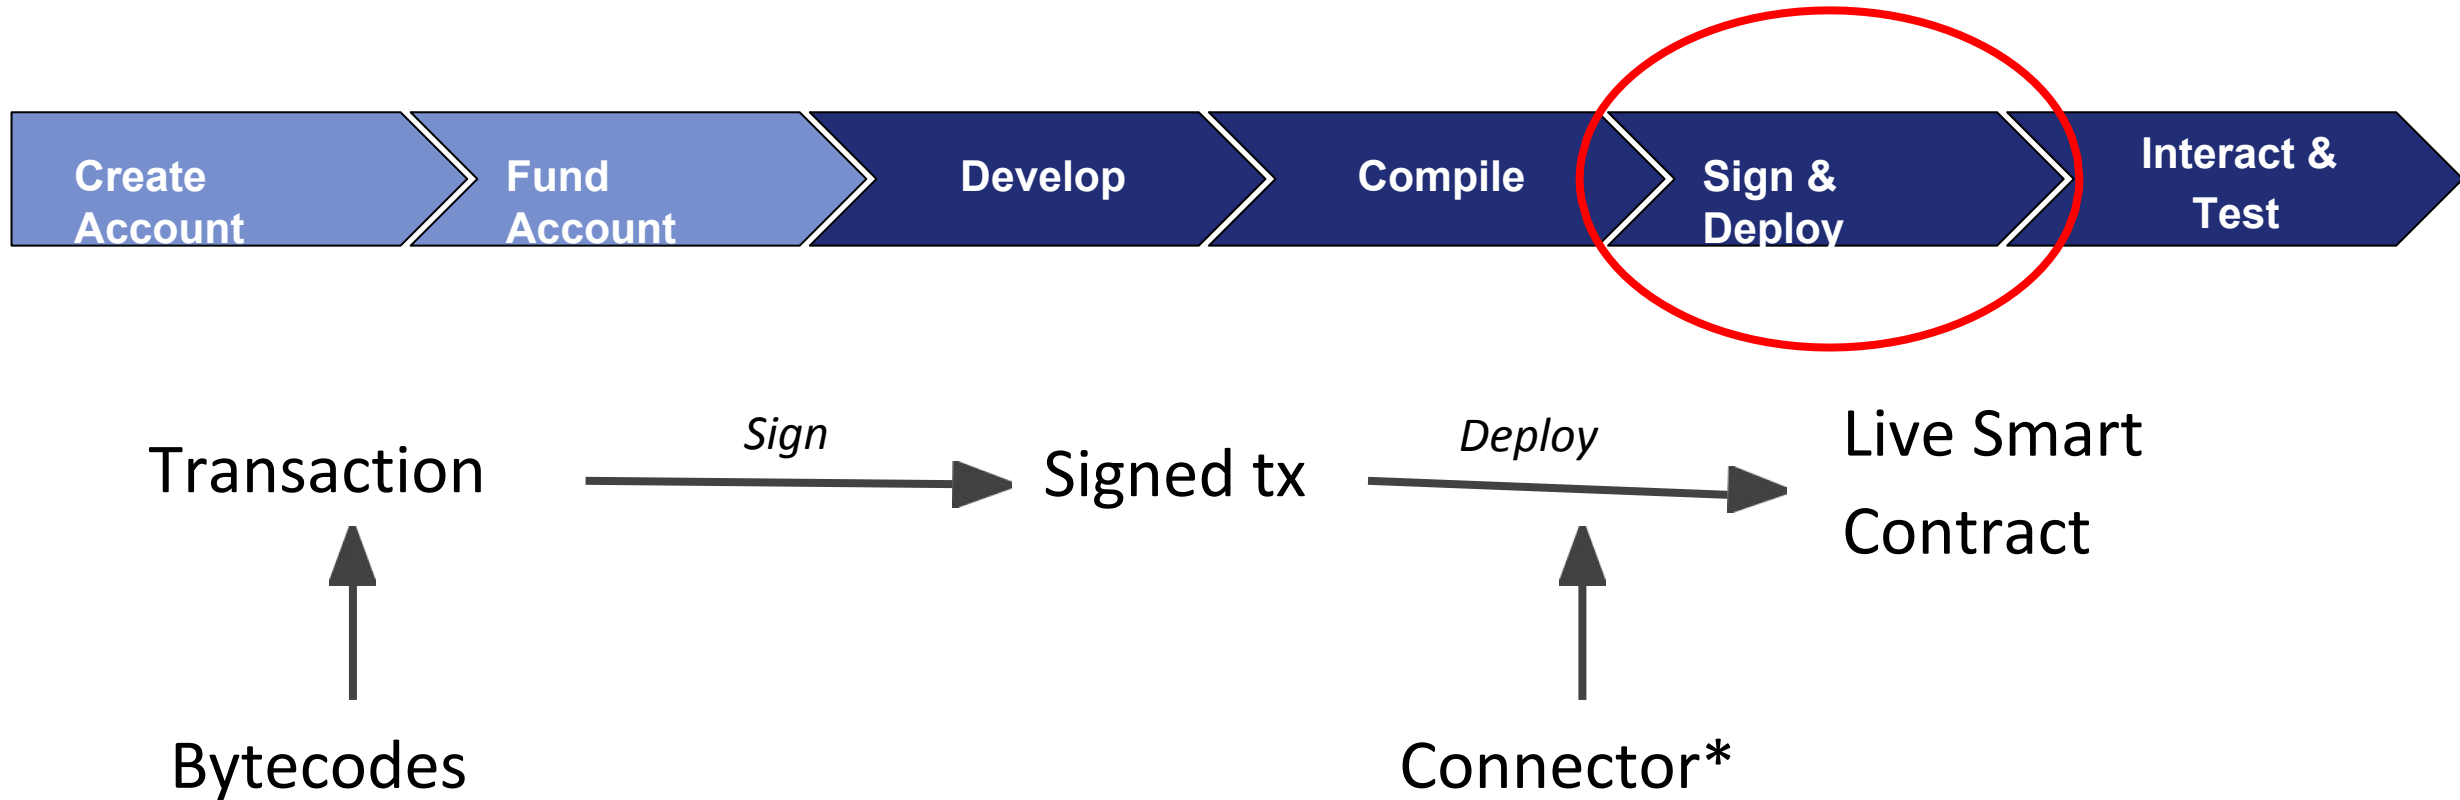 Create
Account
Fund
Account
Develop
Compile
Sign &
Deploy
Interact &
Test
Transaction
Sign
Signed tx
Deploy
Live Smart
Contract
Bytecodes
Connector*